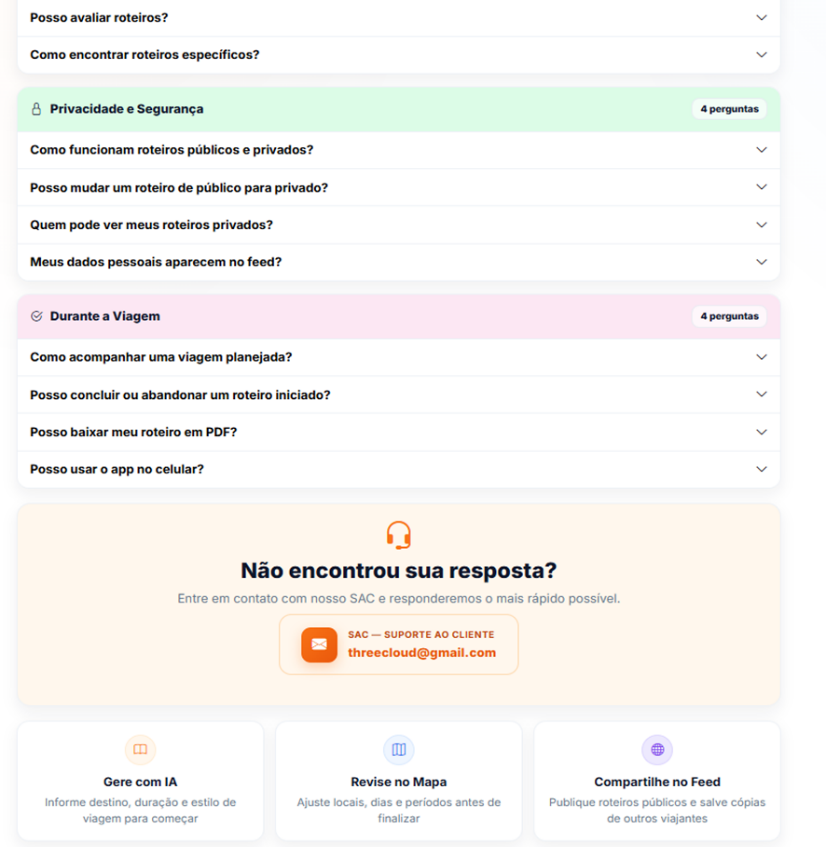 Posso avaliar roteiros?
Como encontrar roteiros específicos?
Privacidade e Segurança
4 perguntas
Como funcionam roteiros públicos e privados?
Posso mudar um roteiro de público para privado?
Quem pode ver meus roteiros privados?
Meus dados pessoais aparecem no feed?
Durante a Viagem
4 perguntas
Como acompanhar uma viagem planejada?
Posso concluir ou abandonar um roteiro iniciado?
Posso baixar meu roteiro em PDF?
Posso usar o app no celular?
Não encontrou sua resposta?
Entre em contato com nosso SAC e responderemos o mais rápido possível.
SAC — SUPORTE AO CLIENTE
threecloud@gmail.com
Gere com IA
Informe destino, duração e estilo de
viagem para começar
Revise no Mapa
Ajuste locais, dias e períodos antes de
finalizar
Compartilhe no Feed
Publique roteiros públicos e salve cópias
de outros viajantes